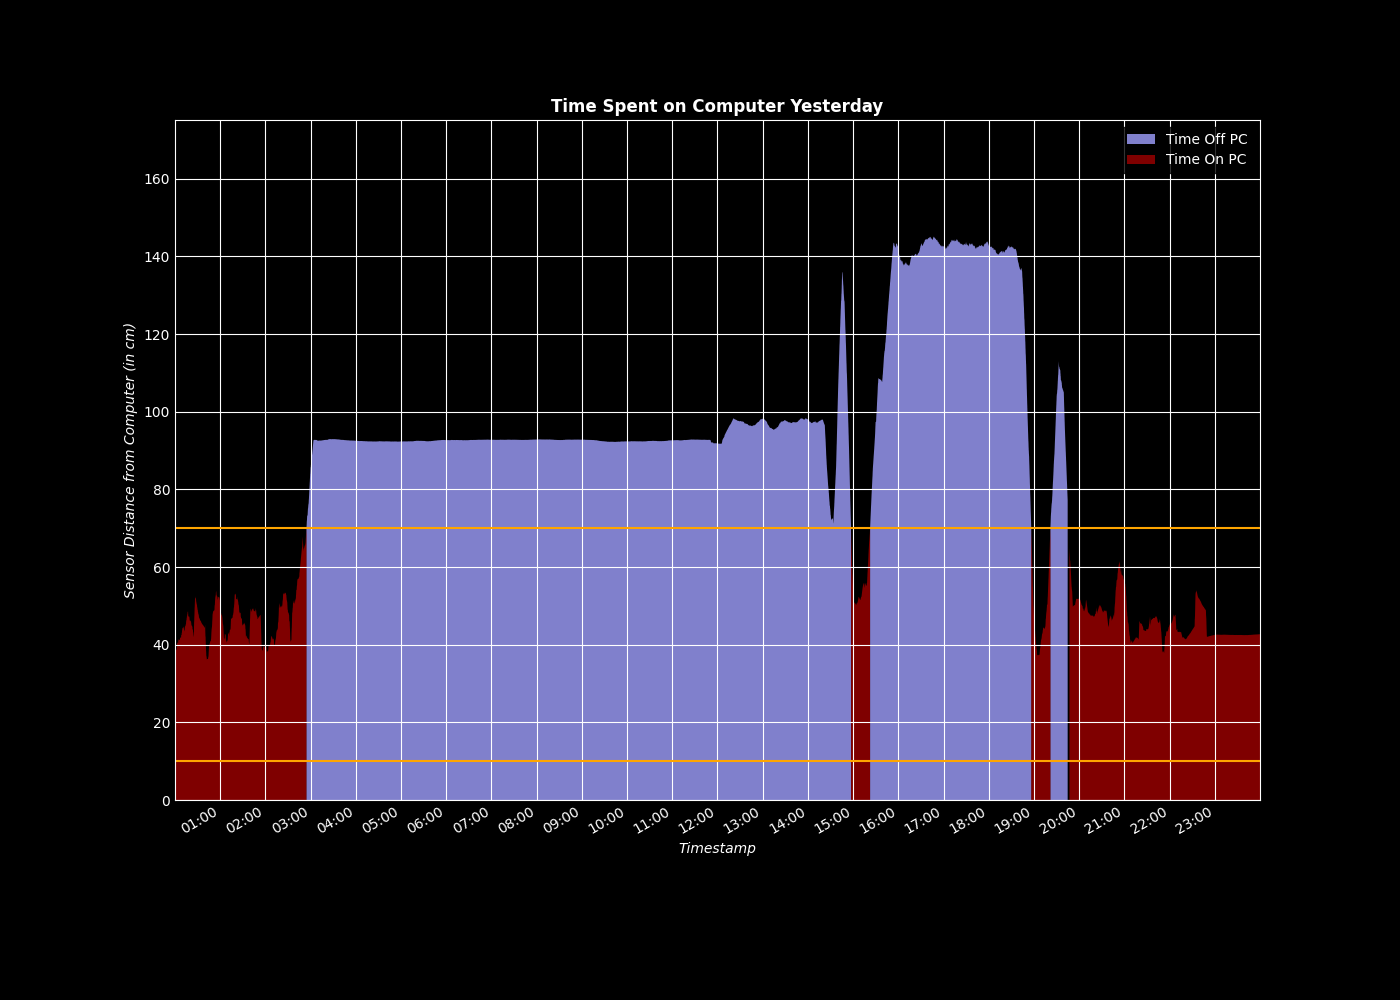 Time Spent on Computer Yesterday
Time Off PC
Time On PC
160
140
120
100
80
60
40
20
0
Sensor Distance from Computer (in cm)
01:00 02:00 03:00 04:00 05:00 06:00 07:00 08:00 09:00 10:00 11:00 12:00 13:00 14:00 15:00 16:00 17:00 18:00 19:00 20:00 21:00 22:00 23:00
Timestamp